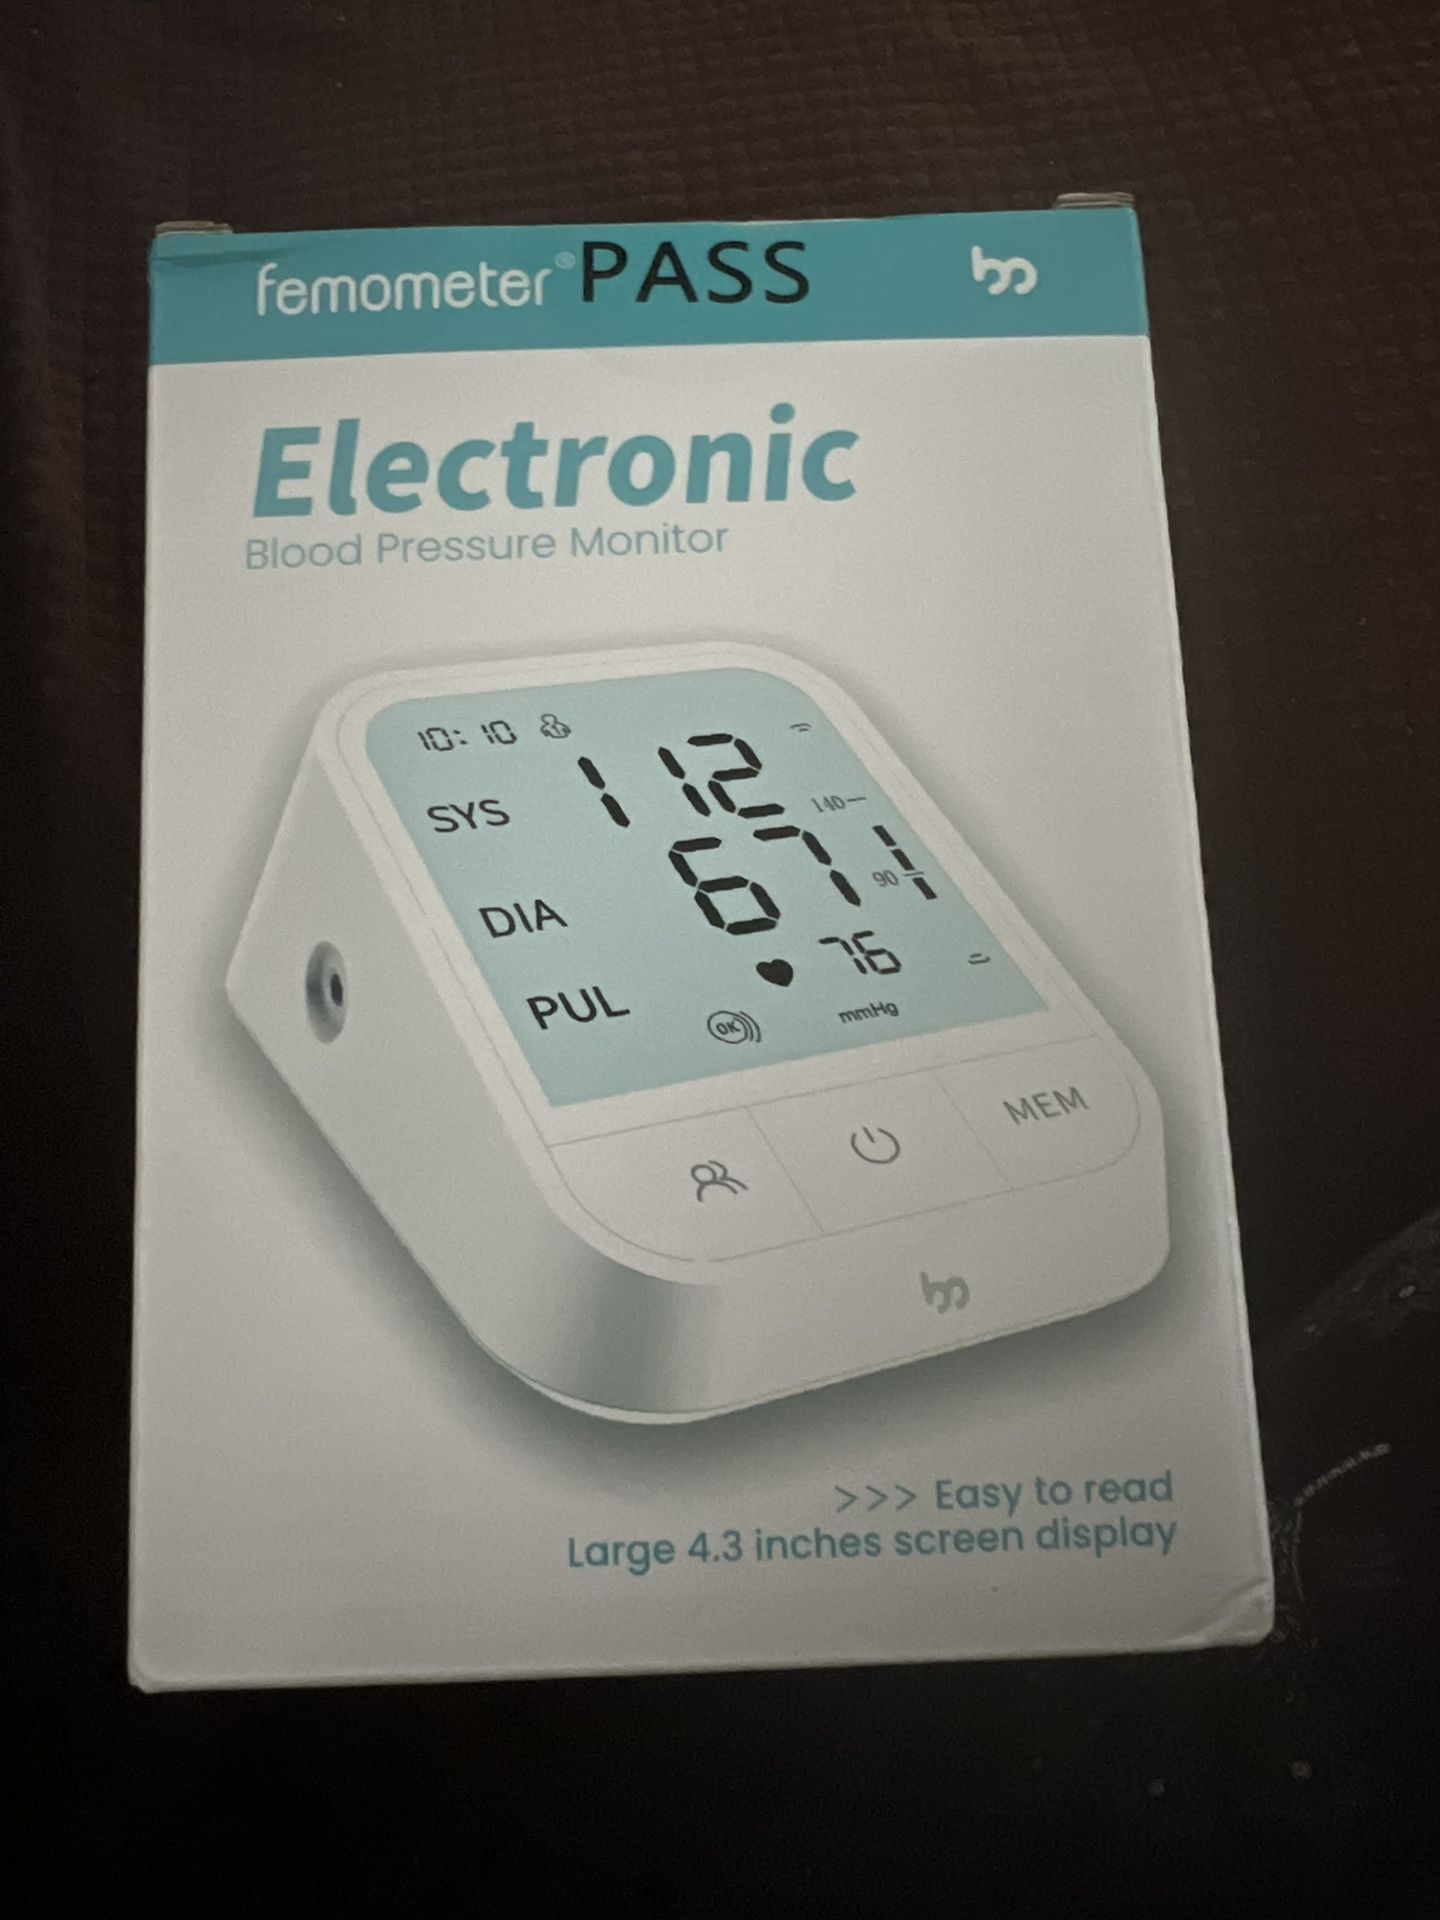 femometer® PASS
Electronic
Blood Pressure Monitor
10:10
SYS 112
140
DIA 67
90
PUL 76
OK mmHg
MEM
>>> Easy to read
Large 4.3 inches screen display